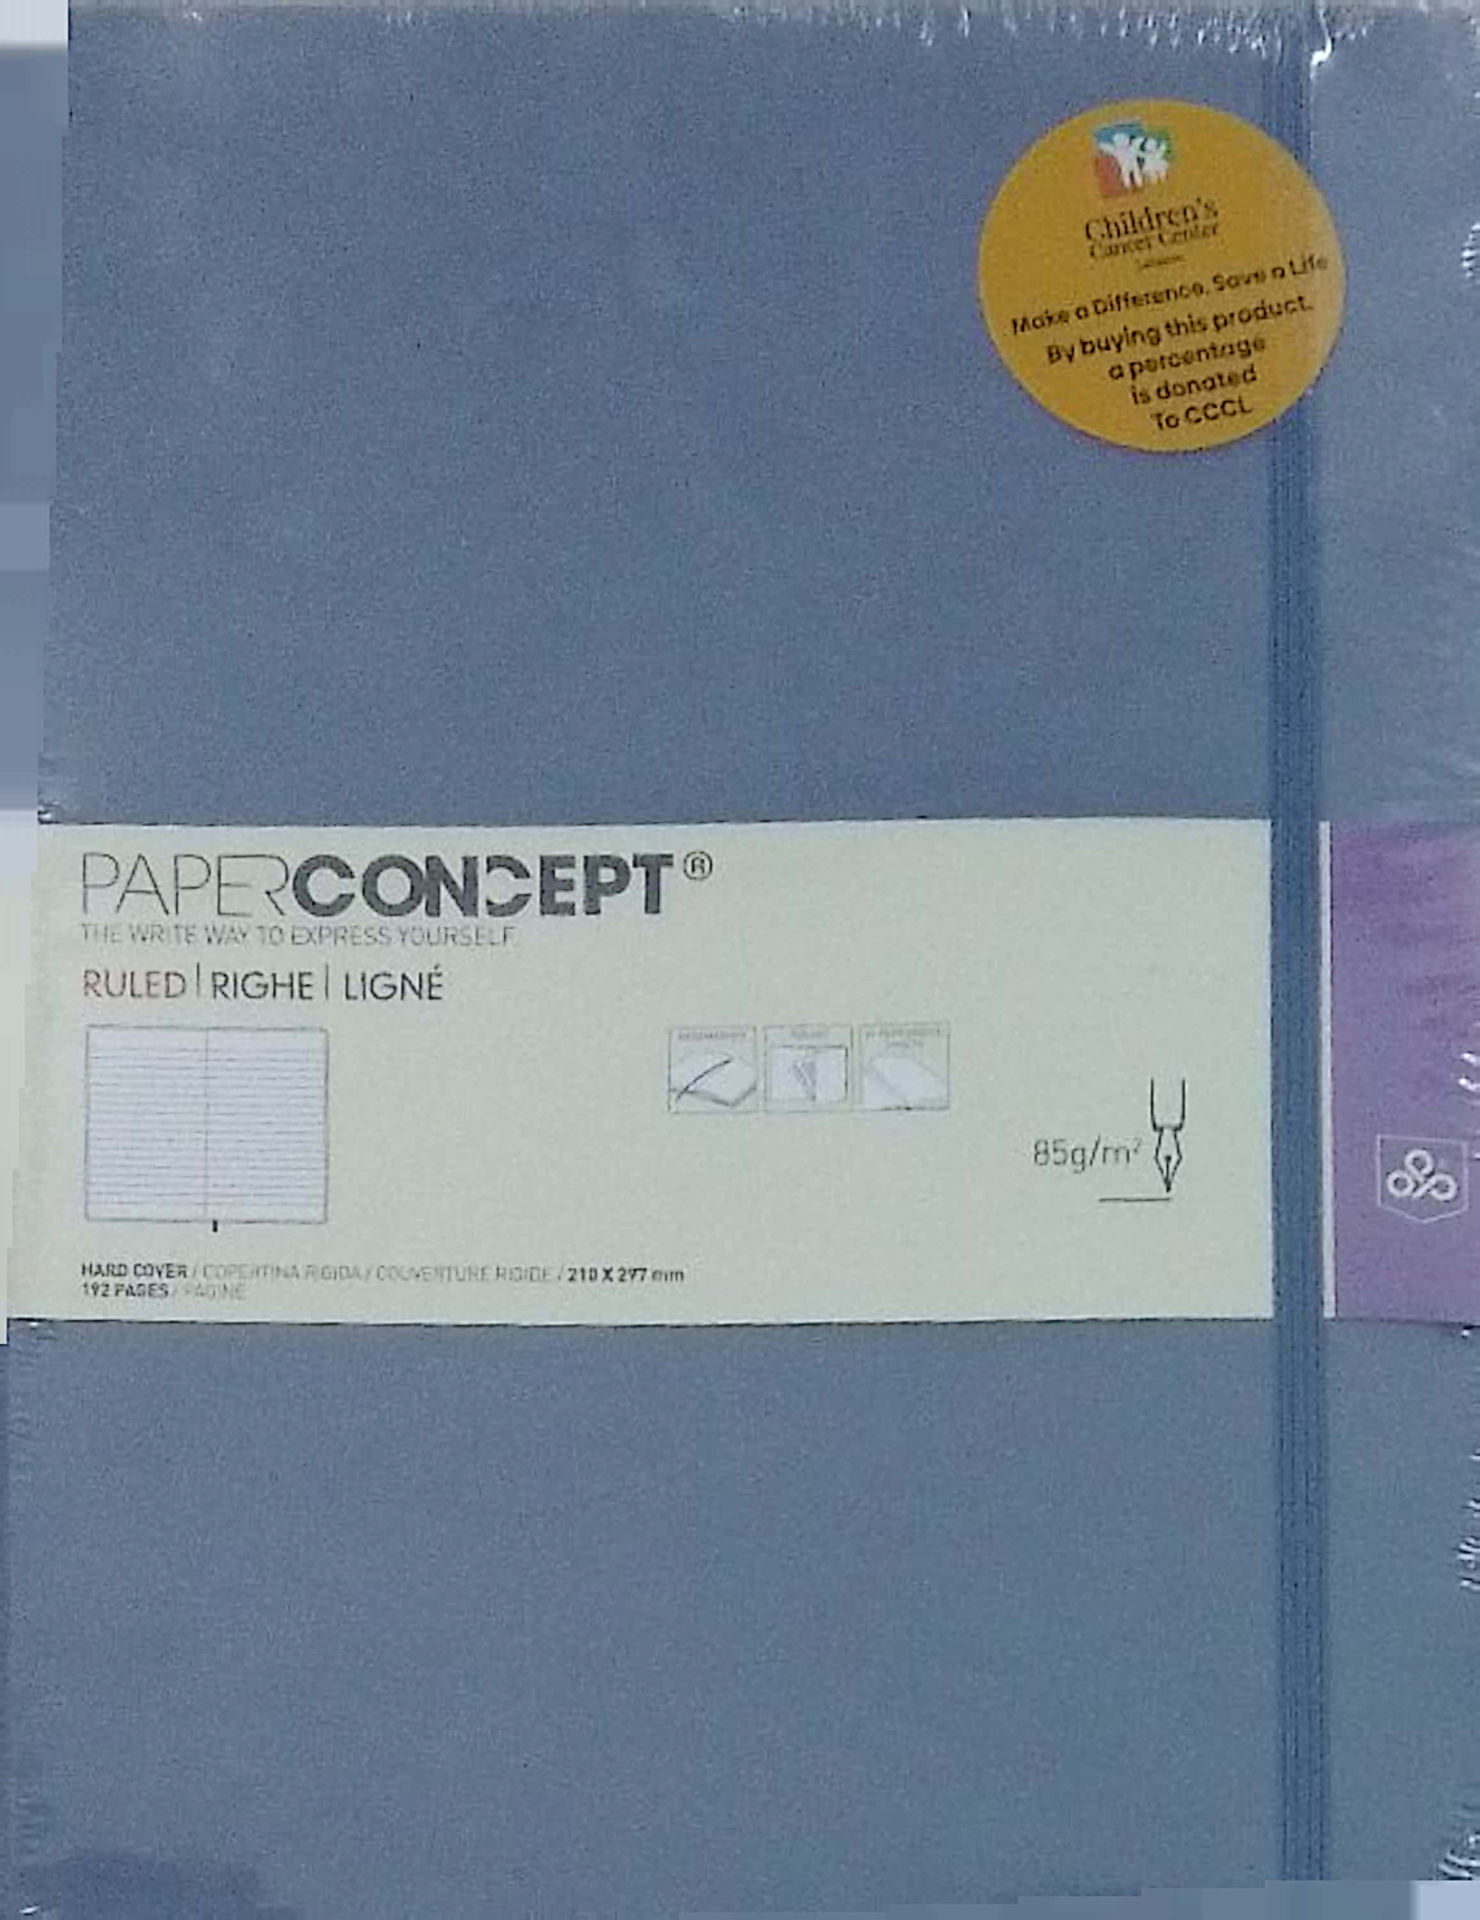 Children's
Cancer Center
Make a Difference, Save a Life
By buying this product,
a percentage
is donated
To CCCL
PAPERCONCEPT®
THE WRITE WAY TO EXPRESS YOURSELF
RULED | RIGHE | LIGNÉ
85g/m²
HARD COVER / COPERTINA RIGIDA / COUVERTURE RIGIDE / 210 X 297 mm
192 PAGES / PAGINE